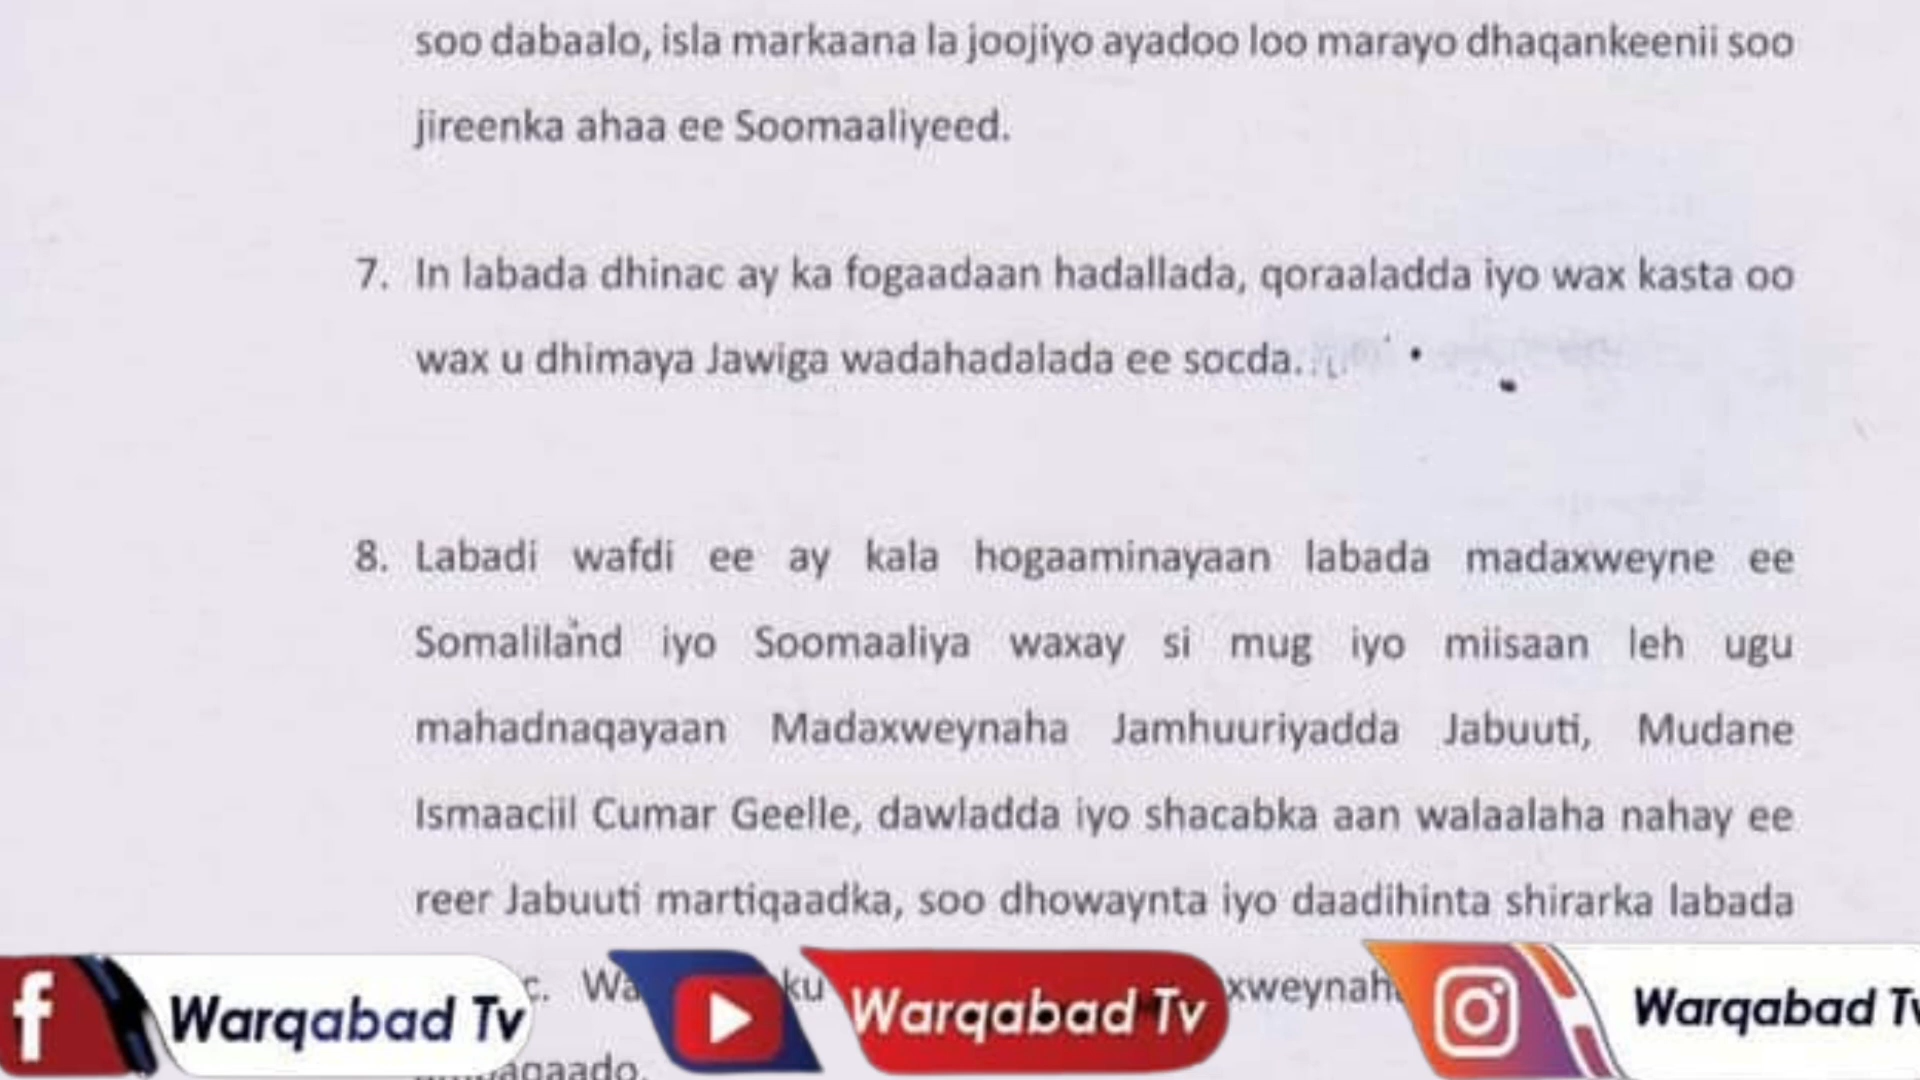 soo dabaalo, isla markaana la joojiyo ayadoo loo marayo dhaqankeenii soo
jireenka ahaa ee Soomaaliyeed.
7. In labada dhinac ay ka fogaadaan hadallada, qoraaladda iyo wax kasta oo
wax u dhimaya Jawiga wadahadalada ee socda.
8. Labadi wafdi ee ay kala hogaaminayaan labada madaxweyne ee
Somaliland iyo Soomaaliya waxay si mug iyo miisaan leh ugu
mahadnaqayaan Madaxweynaha Jamhuuriyadda Jabuuti, Mudane
Ismaaciil Cumar Geelle, dawladda iyo shacabka aan walaalaha nahay ee
reer Jabuuti martiqaadka, soo dhowaynta iyo daadihinta shirarka labada
ku
Warqabad Tv
Warqabad Tv
Warqabad Tv